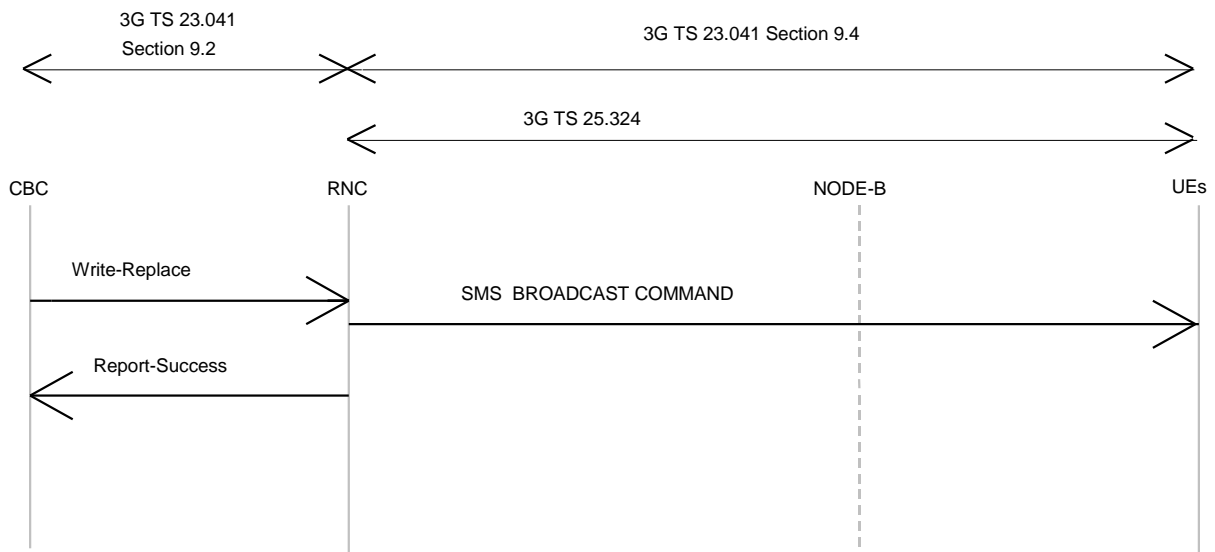 3G TS 23.041
Section 9.2
3G TS 23.041 Section 9.4
3G TS 25.324
CBC
RNC
NODE-B
UEs
Write-Replace
SMS BROADCAST COMMAND
Report-Success